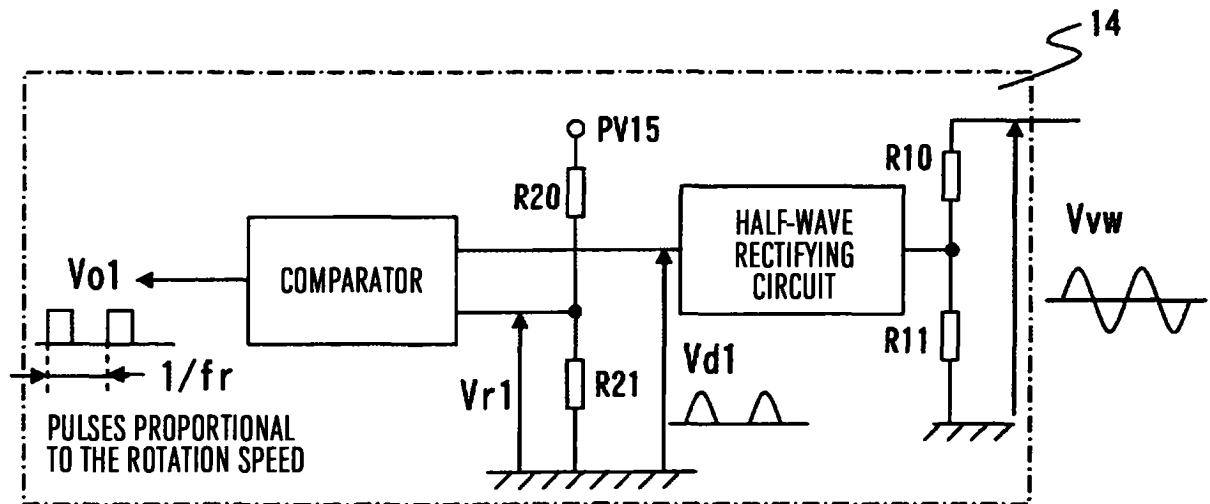 14
PV15
R20
R10
HALF-WAVE
RECTIFYING
CIRCUIT
Vvw
COMPARATOR
Vo1
R11
Vd1
1/fr
Vr1
R21
PULSES PROPORTIONAL
TO THE ROTATION SPEED